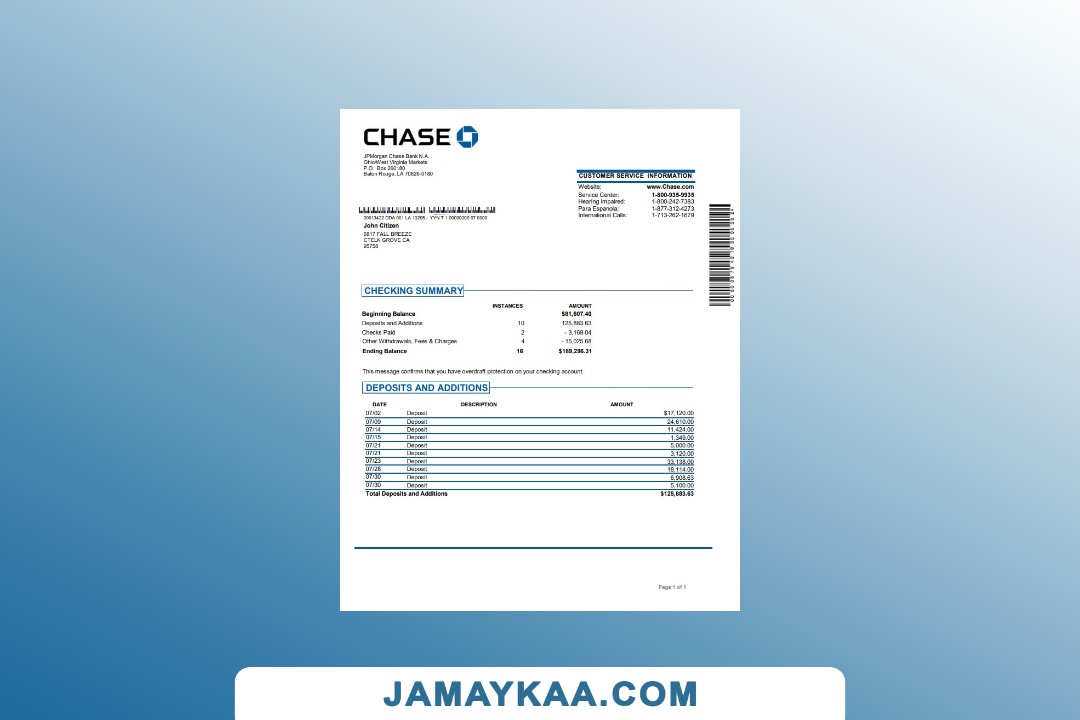 CHASE
JPMorgan Chase Bank N.A.
Ohio/West Virginia Markets
P.O. Box 260180
Baton Rouge, LA 70826-0180
CUSTOMER SERVICE INFORMATION
Website: www.Chase.com
Service Center: 1-800-935-9935
Hearing Impaired: 1-800-242-7383
Para Espanola: 1-877-312-4273
International Calls: 1-713-262-1679
John Citizen
6817 FALL BREEZE
CTELK GROVE CA
95758
CHECKING SUMMARY
INSTANCES AMOUNT
Beginning Balance $81,607.40
Deposits and Additions 10 125,883.63
Checks Paid 2 - 3,169.04
Other Withdrawals, Fees & Charges 4 - 15,025.68
Ending Balance 16 $189,296.31
This message confirms that you have overdraft protection on your checking account.
DEPOSITS AND ADDITIONS
DATE DESCRIPTION AMOUNT
07/02 Deposit $17,120.00
07/09 Deposit 24,610.00
07/14 Deposit 11,424.00
07/15 Deposit 1,349.00
07/21 Deposit 5,000.00
07/21 Deposit 3,120.00
07/23 Deposit 33,138.00
07/28 Deposit 18,114.00
07/30 Deposit 6,908.63
07/30 Deposit 5,100.00
Total Deposits and Additions $125,883.63
Page 1 of 1
JAMAYKAA.COM